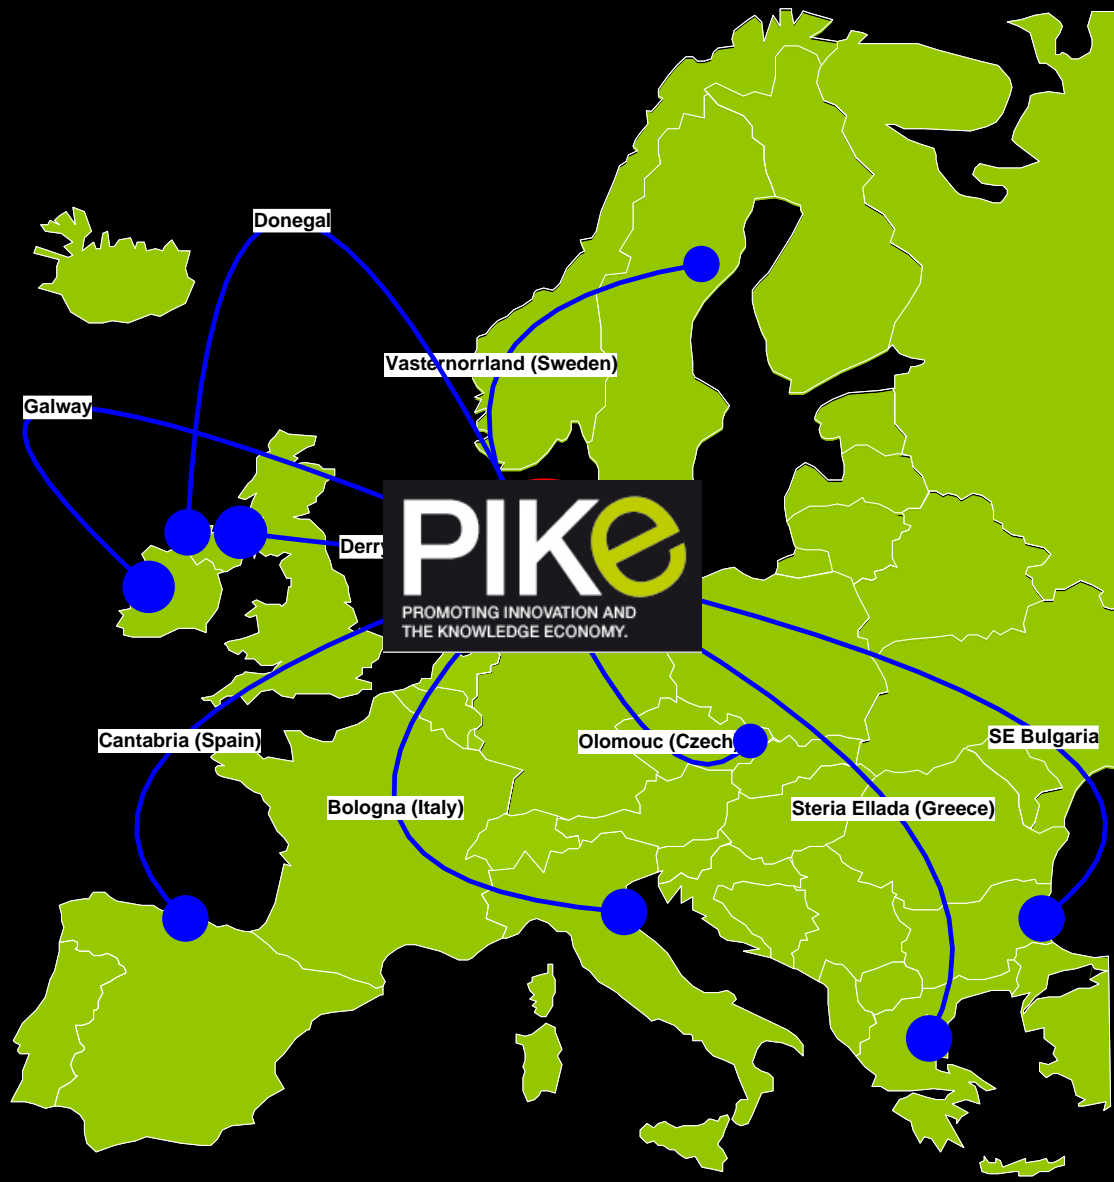 Donegal
Vasternorrland (Sweden)
Galway
Derry
PIKe
PROMOTING INNOVATION AND
THE KNOWLEDGE ECONOMY.
Cantabria (Spain)
Olomouc (Czech
SE Bulgaria
Bologna (Italy)
Steria Ellada (Greece)